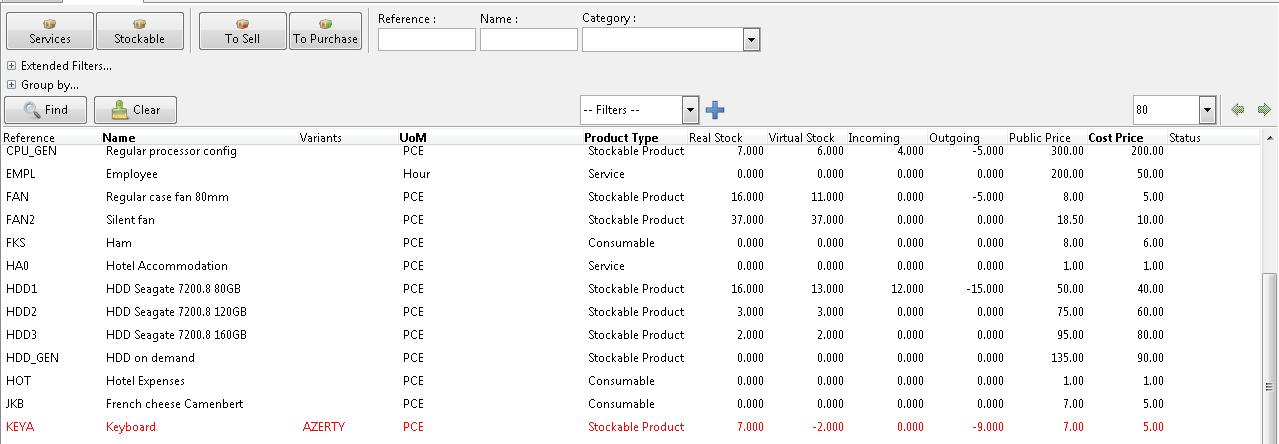 Services Stockable To Sell To Purchase Reference : Name : Category :
Extended Filters...
Group by...
Find Clear -- Filters -- 80
Reference Name Variants UoM Product Type Real Stock Virtual Stock Incoming Outgoing Public Price Cost Price Status
CPU_GEN Regular processor config PCE Stockable Product 7.000 6.000 4.000 -5.000 300.00 200.00
EMPL Employee Hour Service 0.000 0.000 0.000 0.000 200.00 50.00
FAN Regular case fan 80mm PCE Stockable Product 16.000 11.000 0.000 -5.000 8.00 5.00
FAN2 Silent fan PCE Stockable Product 37.000 37.000 0.000 0.000 18.50 10.00
FKS Ham PCE Consumable 0.000 0.000 0.000 0.000 8.00 6.00
HA0 Hotel Accommodation PCE Service 0.000 0.000 0.000 0.000 1.00 1.00
HDD1 HDD Seagate 7200.8 80GB PCE Stockable Product 16.000 13.000 12.000 -15.000 50.00 40.00
HDD2 HDD Seagate 7200.8 120GB PCE Stockable Product 3.000 3.000 0.000 0.000 75.00 60.00
HDD3 HDD Seagate 7200.8 160GB PCE Stockable Product 2.000 2.000 0.000 0.000 95.00 80.00
HDD_GEN HDD on demand PCE Stockable Product 0.000 0.000 0.000 0.000 135.00 90.00
HOT Hotel Expenses PCE Consumable 0.000 0.000 0.000 0.000 1.00 1.00
JKB French cheese Camenbert PCE Consumable 0.000 0.000 0.000 0.000 7.00 5.00
KEYA Keyboard AZERTY PCE Stockable Product 7.000 -2.000 0.000 -9.000 7.00 5.00